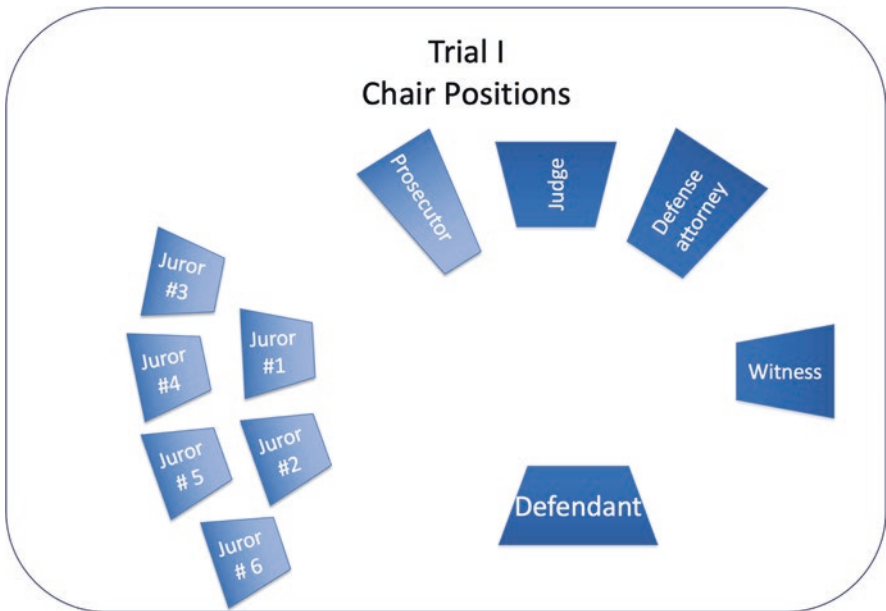 Trial I
Chair Positions
Prosecutor
Judge
Defense
attorney
Juror
#3
Juror
#1
Juror
#4
Witness
Juror
# 5
Juror
#2
Defendant
Juror
# 6